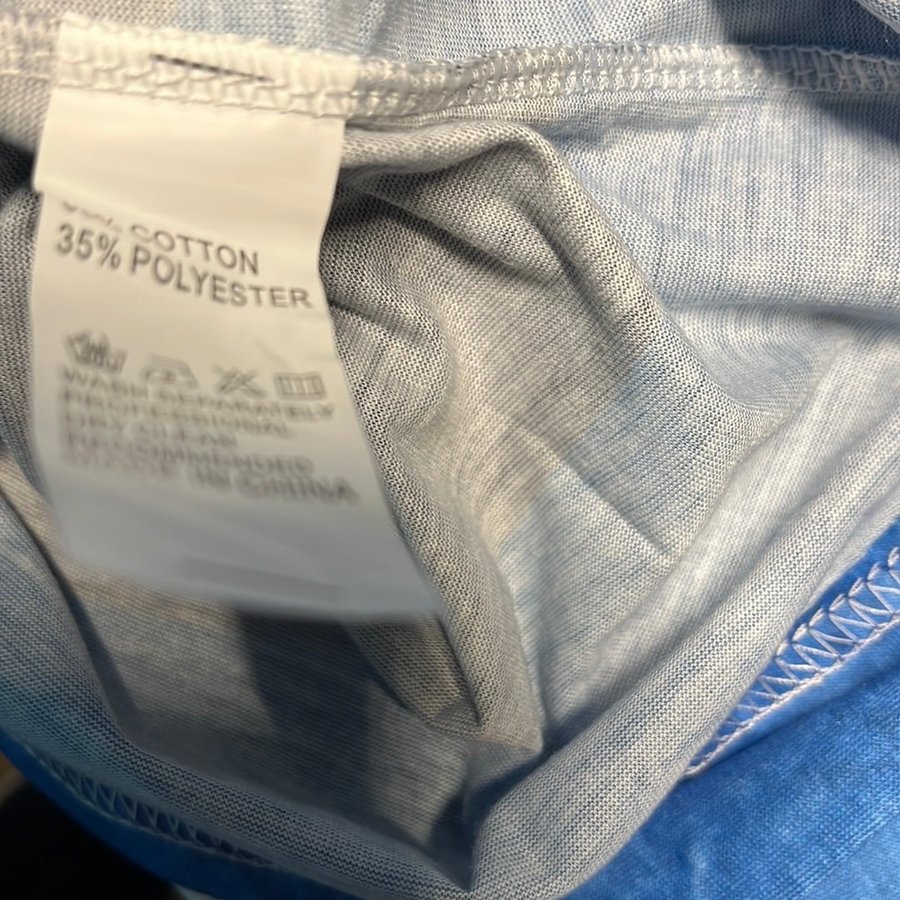 COTTON
35% POLYESTER
WASH SEPARATELY
PROFESSIONAL
DRY CLEAN
RECOMMENDED
MADE IN CHINA